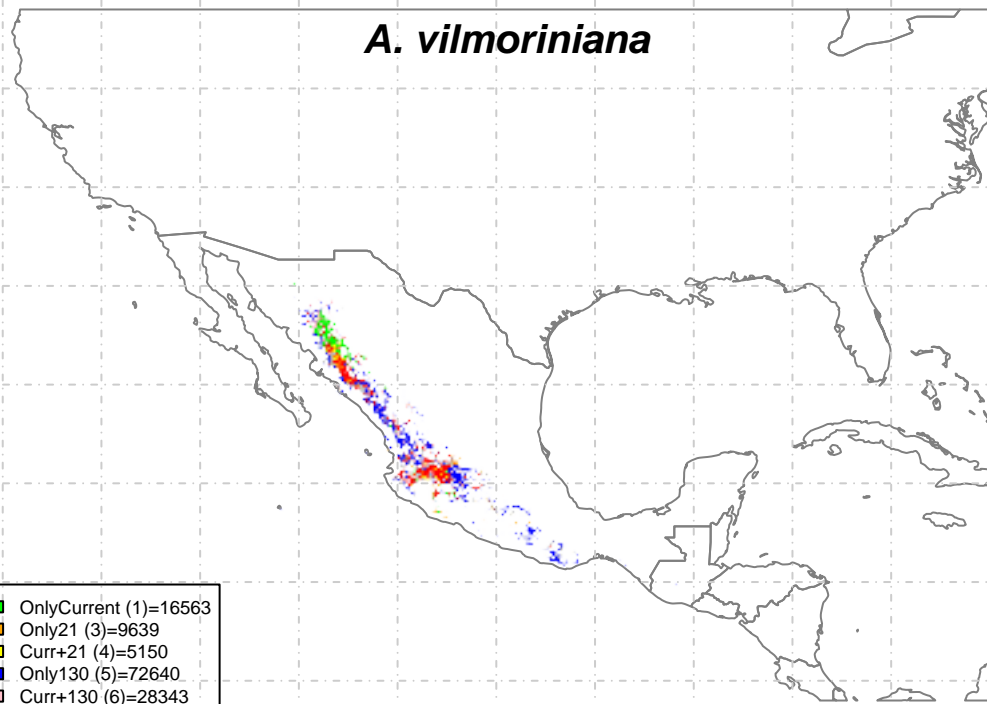 A. vilmoriniana
OnlyCurrent (1)=16563
Only21 (3)=9639
Curr+21 (4)=5150
Only130 (5)=72640
Curr+130 (6)=28343